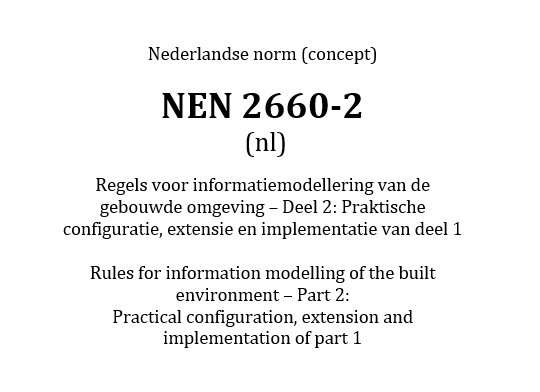 Nederlandse norm (concept)
NEN 2660-2
(nl)
Regels voor informatiemodellering van de
gebouwde omgeving – Deel 2: Praktische
configuratie, extensie en implementatie van deel 1
Rules for information modelling of the built
environment – Part 2:
Practical configuration, extension and
implementation of part 1